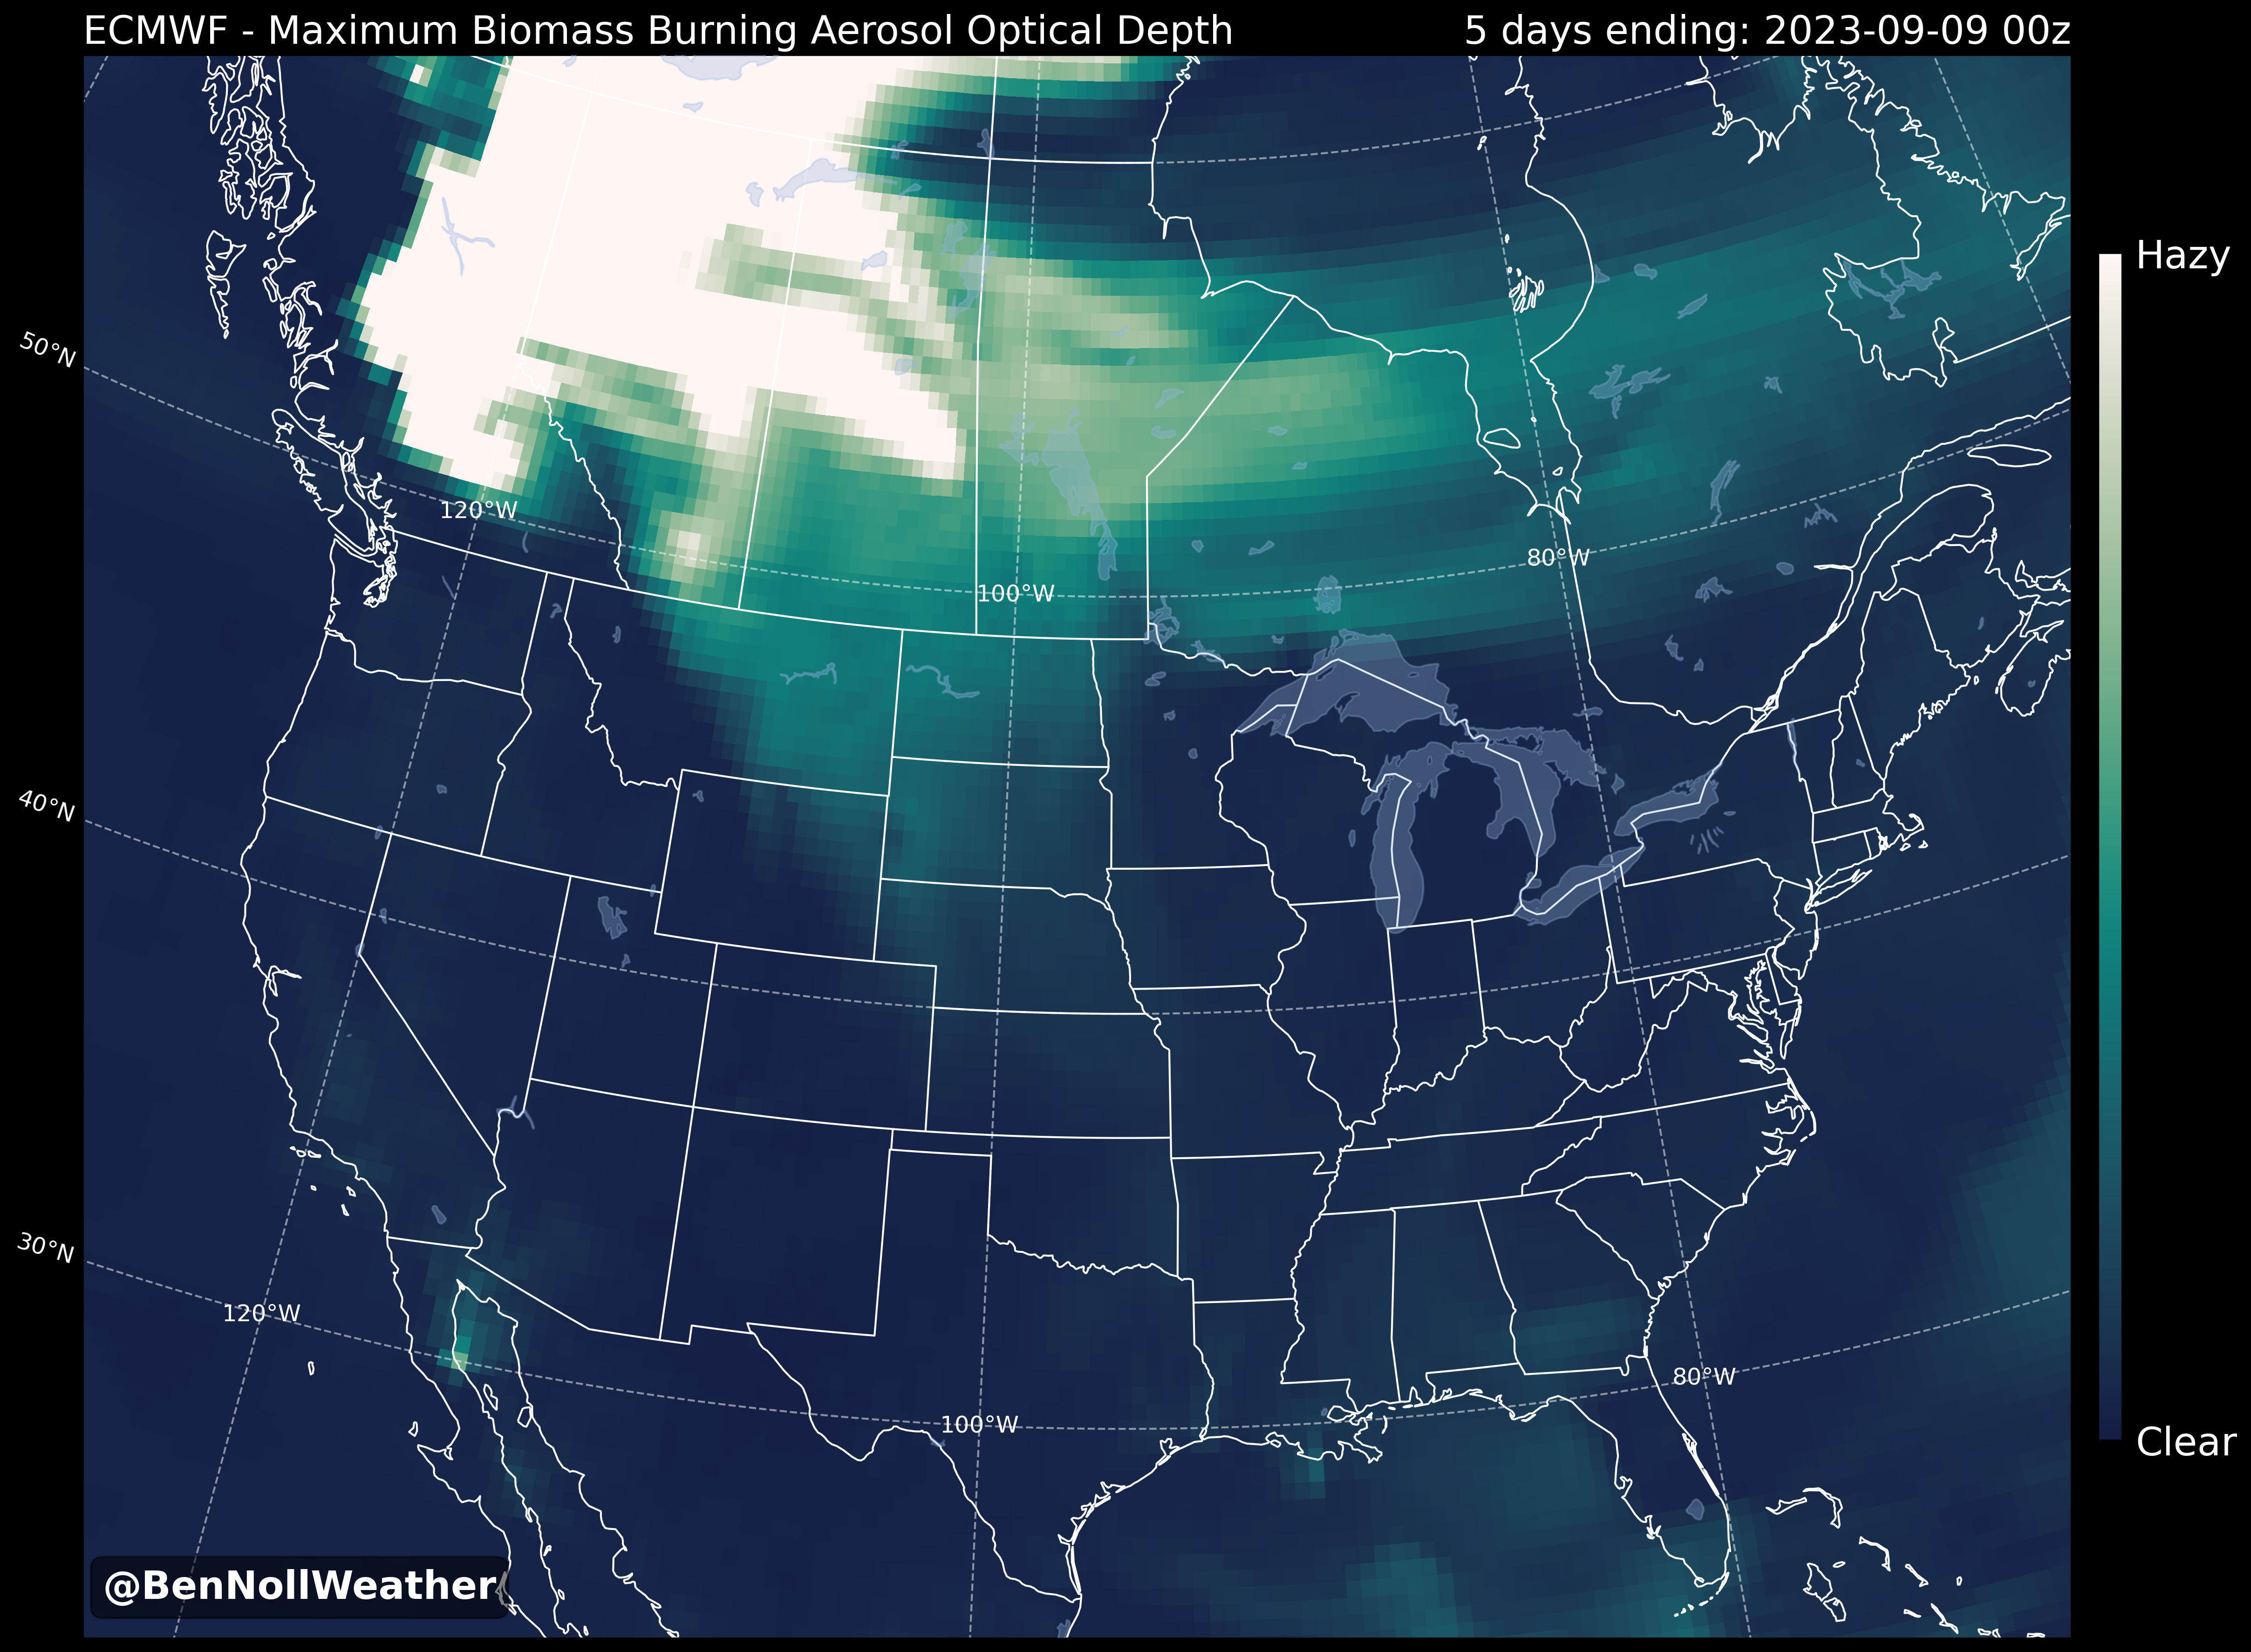 ECMWF - Maximum Biomass Burning Aerosol Optical Depth
5 days ending: 2023-09-09 00z
Hazy
50°N
120°W
80°W
100°W
40°N
30°N
120°W
80°W
100°W
Clear
@BenNollWeather